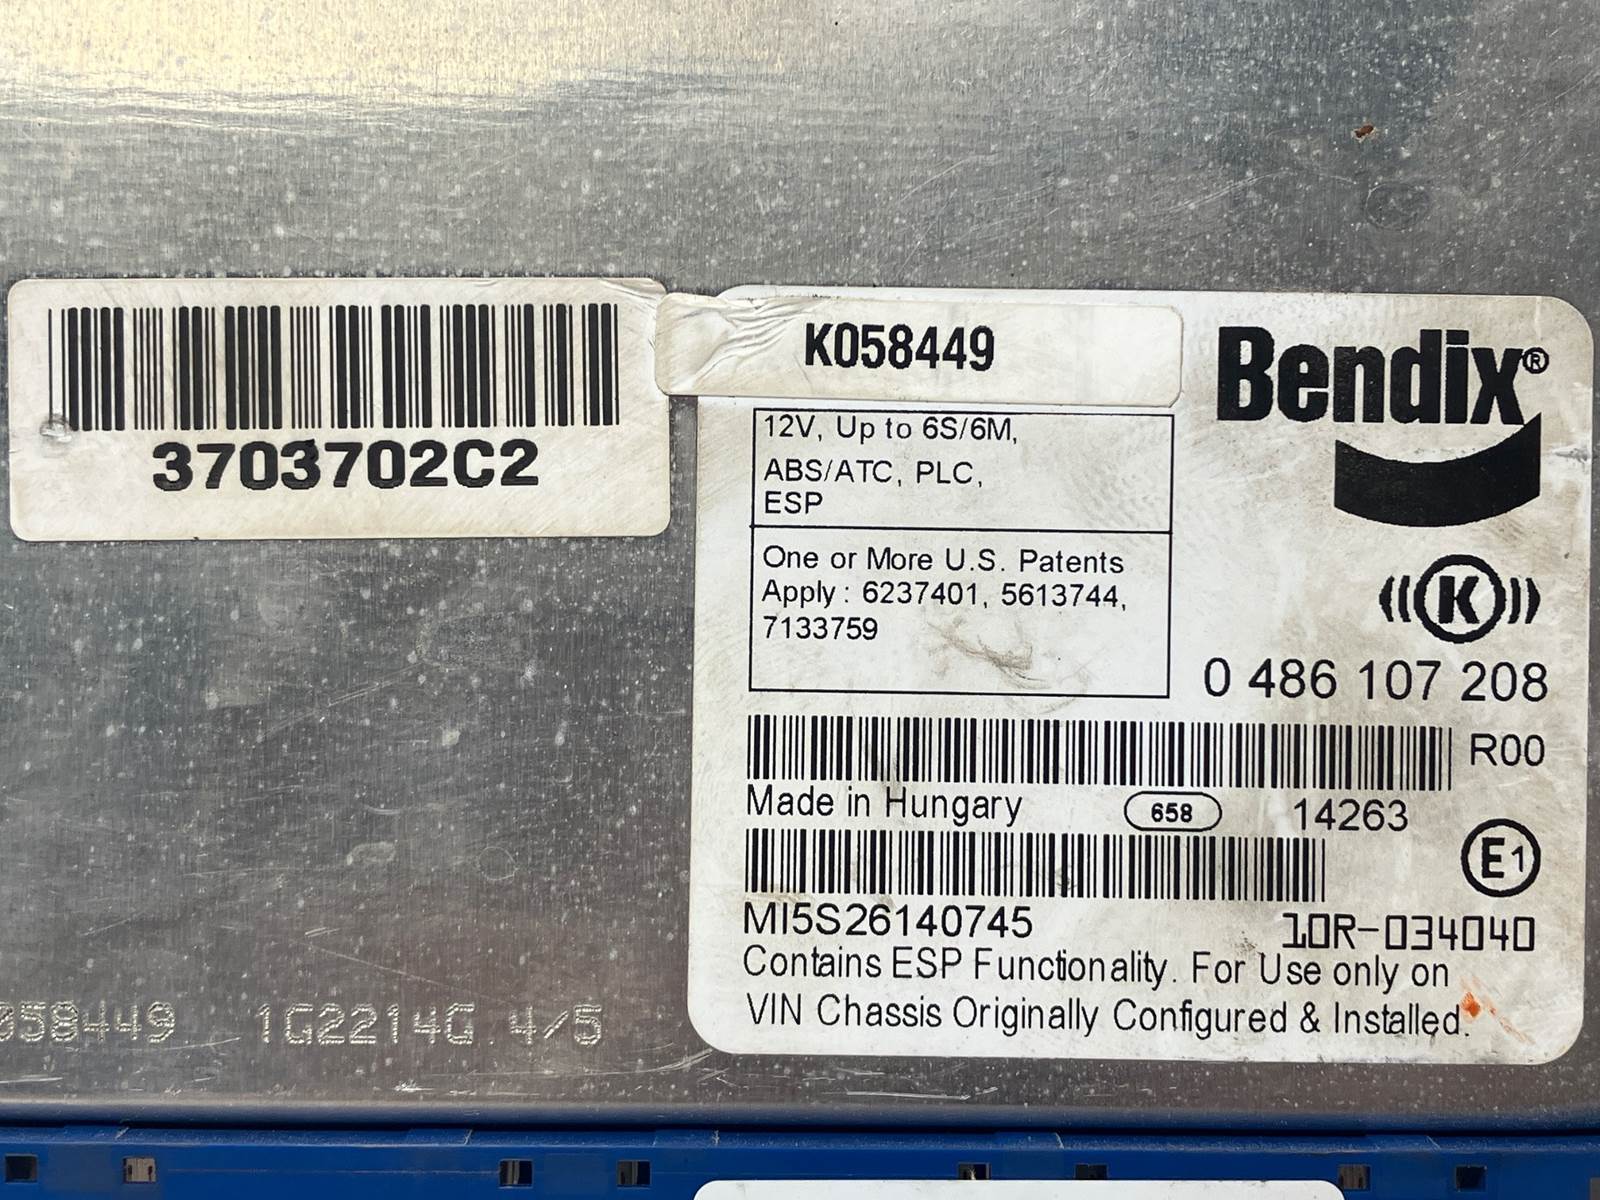 3703702C2
K058449
Bendix®
12V, Up to 6S/6M,
ABS/ATC, PLC,
ESP
One or More U.S. Patents
Apply : 6237401, 5613744,
7133759
K
0 486 107 208
R00
Made in Hungary
658
14263
E1
MI5S26140745
10R-034040
Contains ESP Functionality. For Use only on
VIN Chassis Originally Configured & Installed.
058449 1G2214G.4/5